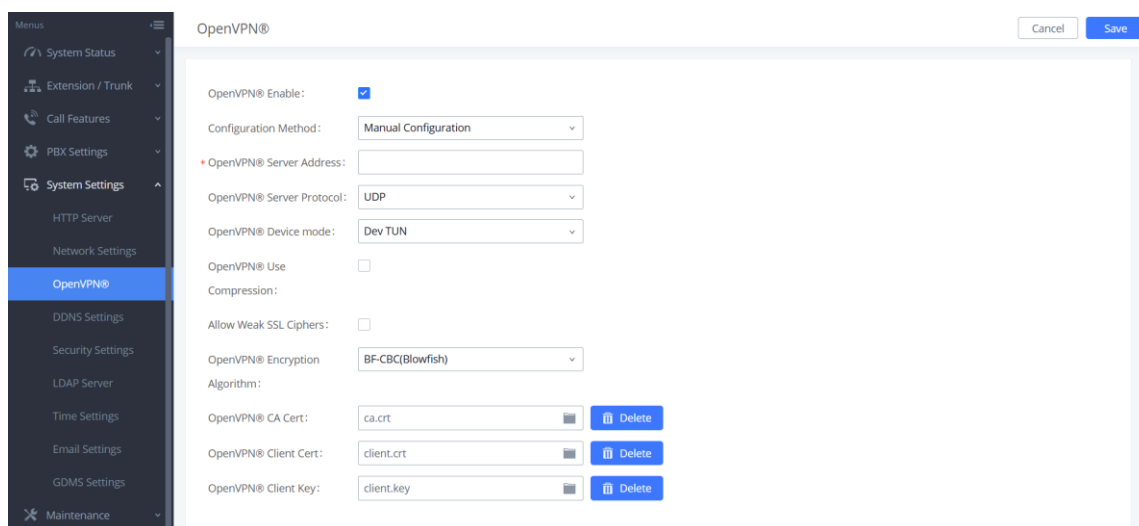 Menus
System Status
Extension / Trunk
Call Features
PBX Settings
System Settings
HTTP Server
Network Settings
OpenVPN®
DDNS Settings
Security Settings
LDAP Server
Time Settings
Email Settings
GDMS Settings
Maintenance
OpenVPN®
Cancel
Save
OpenVPN® Enable:
Configuration Method: Manual Configuration
* OpenVPN® Server Address:
OpenVPN® Server Protocol: UDP
OpenVPN® Device mode: Dev TUN
OpenVPN® Use
Compression:
Allow Weak SSL Ciphers:
OpenVPN® Encryption BF-CBC(Blowfish)
Algorithm:
OpenVPN® CA Cert: ca.crt Delete
OpenVPN® Client Cert: client.crt Delete
OpenVPN® Client Key: client.key Delete